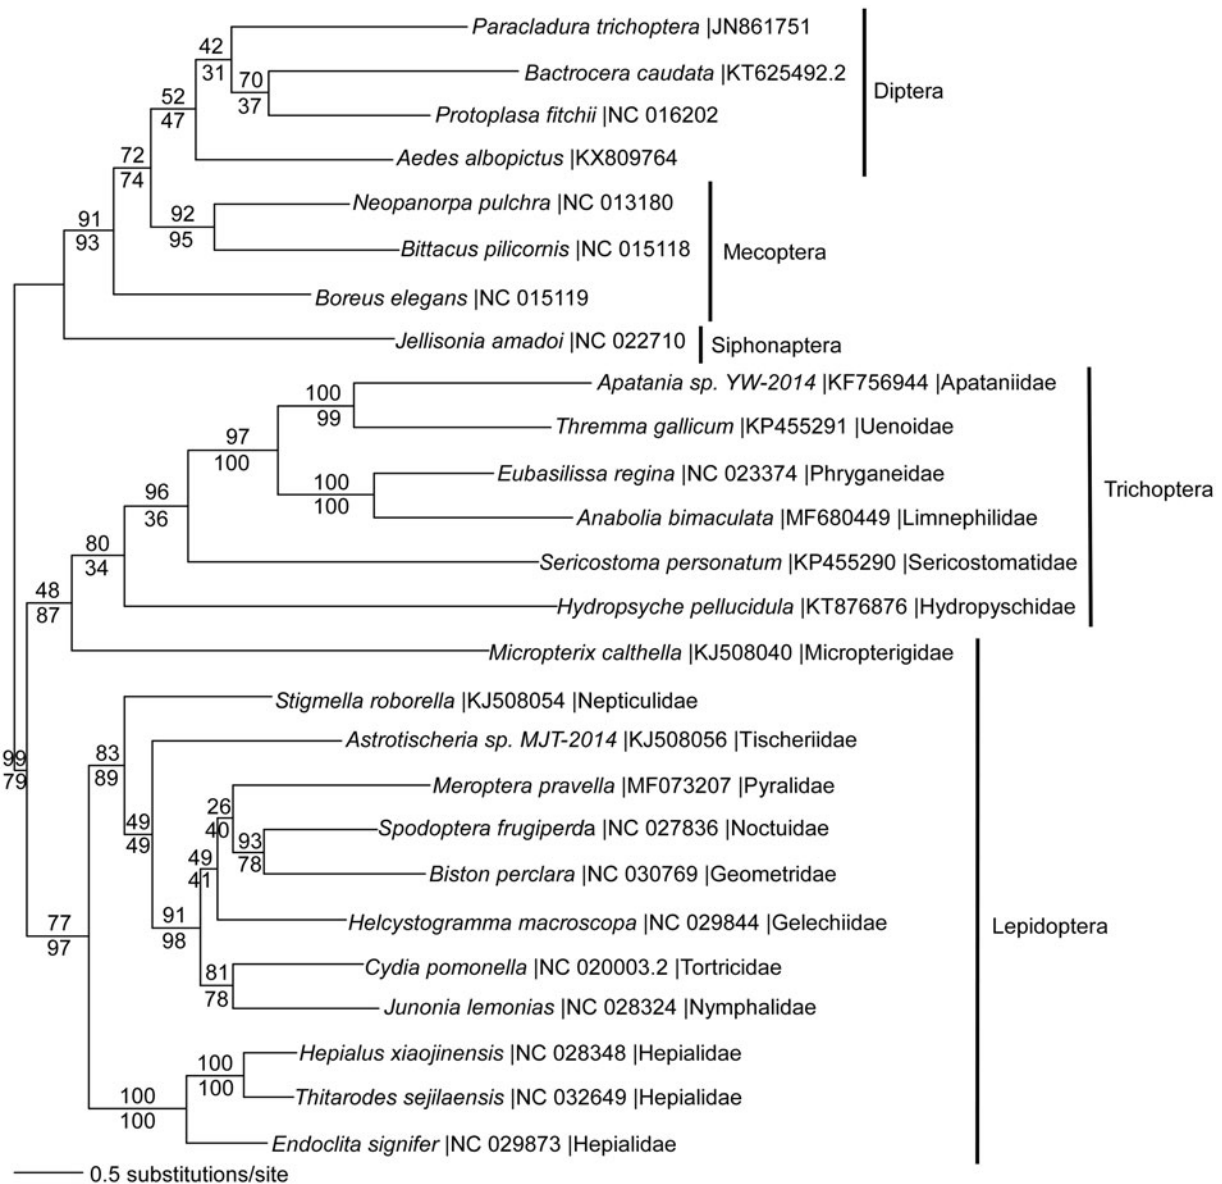 Paracladura trichoptera |JN861751
42
31
70
37
Bactrocera caudata |KT625492.2
Diptera
52
47
Protoplasa fitchii |NC 016202
Aedes albopictus |KX809764
72
74
Neopanorpa pulchra |NC 013180
92
95
91
93
Bittacus pilicornis |NC 015118
Mecoptera
Boreus elegans |NC 015119
Jellisonia amadoi |NC 022710
Siphonaptera
Apatania sp. YW-2014 |KF756944 |Apataniidae
100
99
Thremma gallicum |KP455291 |Uenoidae
97
100
Eubasilissa regina |NC 023374 |Phryganeidae
100
100
Trichoptera
96
36
Anabolia bimaculata |MF680449 |Limnephilidae
80
34
Sericostoma personatum |KP455290 |Sericostomatidae
48
87
Hydropsyche pellucidula |KT876876 |Hydropyschidae
Micropterix calthella |KJ508040 |Micropterigidae
Stigmella roborella |KJ508054 |Nepticulidae
Astrotischeria sp. MJT-2014 |KJ508056 |Tischeriidae
99
79
83
89
Meroptera pravella |MF073207 |Pyralidae
26
40
49
49
Spodoptera frugiperda |NC 027836 |Noctuidae
93
78
49
41
Biston perclara |NC 030769 |Geometridae
91
98
Helcystogramma macroscopa |NC 029844 |Gelechiidae
Lepidoptera
77
97
Cydia pomonella |NC 020003.2 |Tortricidae
81
78
Junonia lemonias |NC 028324 |Nymphalidae
Hepialus xiaojinensis |NC 028348 |Hepialidae
100
100
Thitarodes sejilaensis |NC 032649 |Hepialidae
100
100
Endoclita signifer |NC 029873 |Hepialidae
0.5 substitutions/site